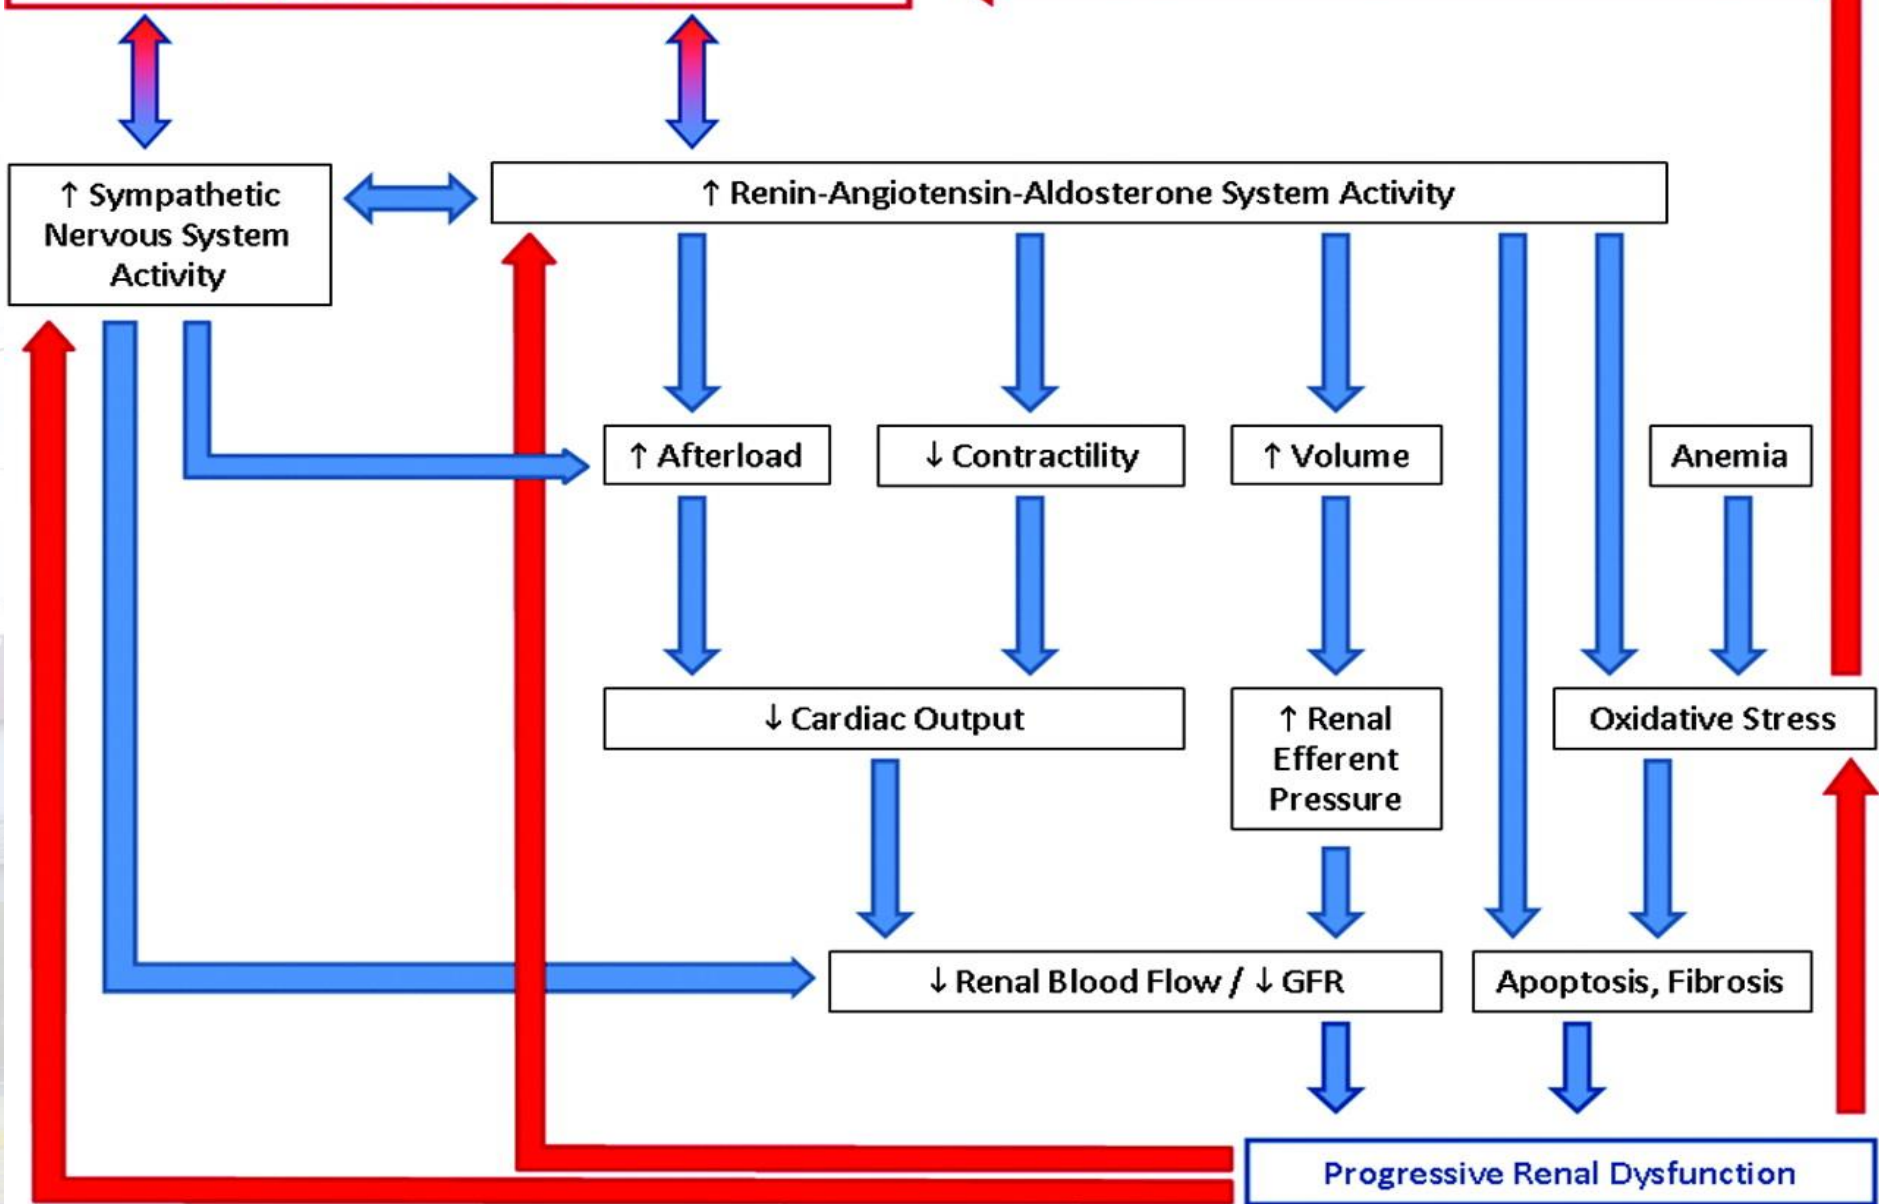 ↑ Sympathetic
Nervous System
Activity
↑ Renin-Angiotensin-Aldosterone System Activity
↑ Afterload
↓ Contractility
↑ Volume
Anemia
↓ Cardiac Output
↑ Renal
Efferent
Pressure
Oxidative Stress
↓ Renal Blood Flow / ↓ GFR
Apoptosis, Fibrosis
Progressive Renal Dysfunction